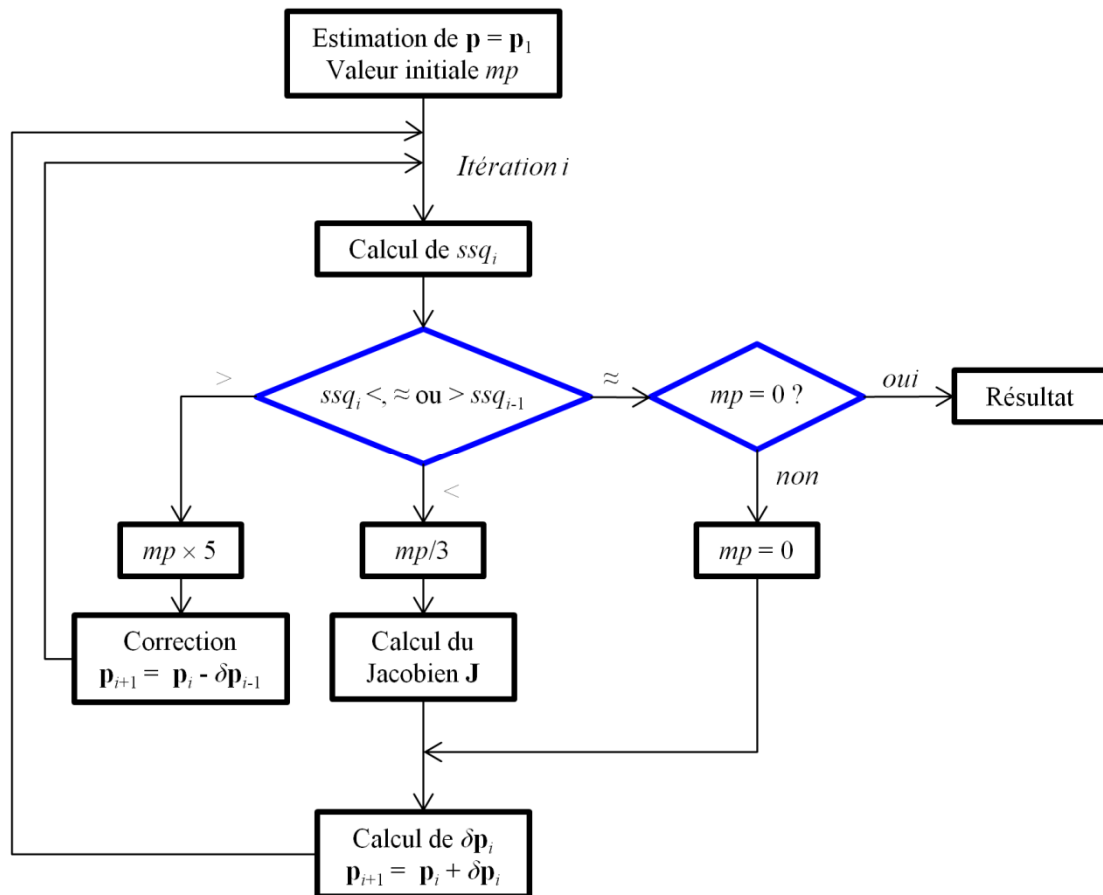 Estimation de p = p₁
Valeur initiale mp
Itération i
Calcul de ssqᵢ
>
ssqᵢ <, ≈ ou > ssqᵢ₋₁
≈
mp = 0 ?
oui
Résultat
<
non
mp × 5
mp/3
mp = 0
Correction
pᵢ₊₁ = pᵢ - δpᵢ₋₁
Calcul du
Jacobien J
Calcul de δpᵢ
pᵢ₊₁ = pᵢ + δpᵢ